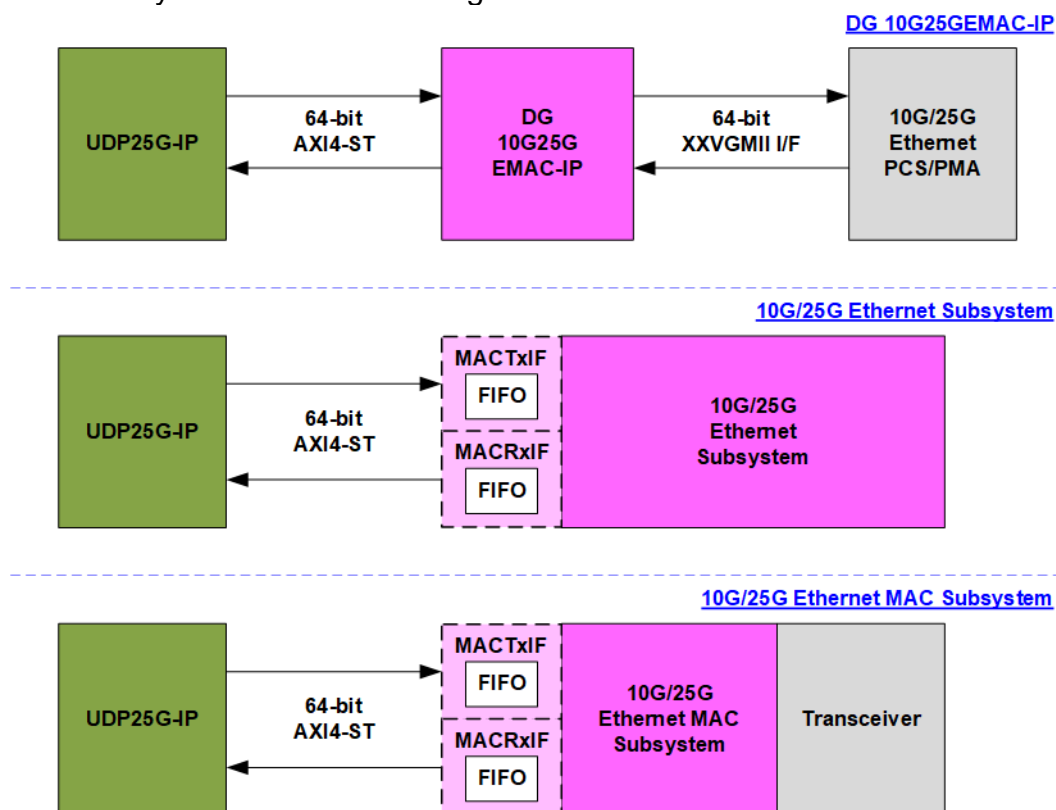 DG 10G25GEMAC-IP
UDP25G-IP
64-bit
AXI4-ST
DG
10G25G
EMAC-IP
64-bit
XXVGMII I/F
10G/25G
Ethernet
PCS/PMA
10G/25G Ethernet Subsystem
UDP25G-IP
64-bit
AXI4-ST
MACTxIF
FIFO
MACRxIF
FIFO
10G/25G
Ethernet
Subsystem
10G/25G Ethernet MAC Subsystem
UDP25G-IP
64-bit
AXI4-ST
MACTxIF
FIFO
MACRxIF
FIFO
10G/25G
Ethernet MAC
Subsystem
Transceiver